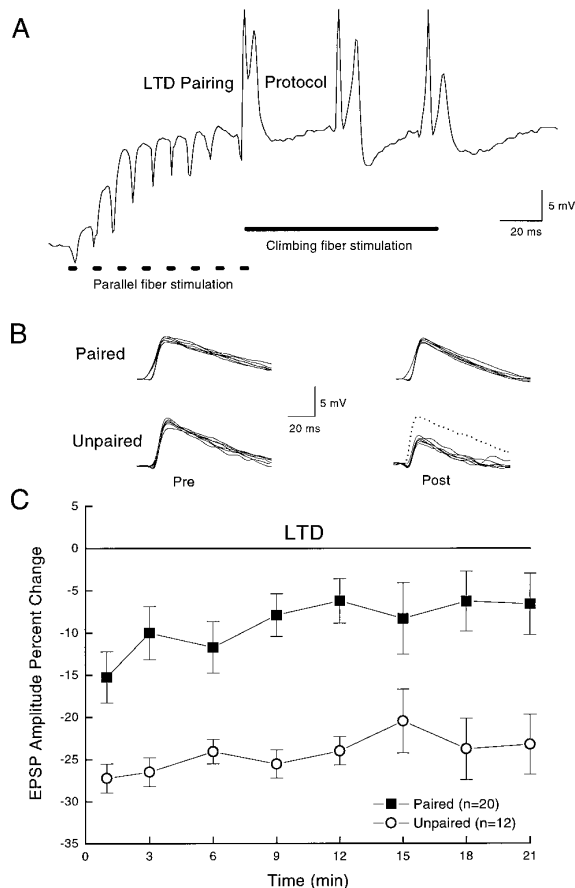 A
LTD Pairing Protocol
5 mV
20 ms
Climbing fiber stimulation
Parallel fiber stimulation
B
Paired
5 mV
20 ms
Unpaired
Pre
Post
C
LTD
5
0
-5
-10
-15
-20
-25
-30
-35
EPSP Amplitude Percent Change
Paired (n=20)
Unpaired (n=12)
0 3 6 9 12 15 18 21
Time (min)